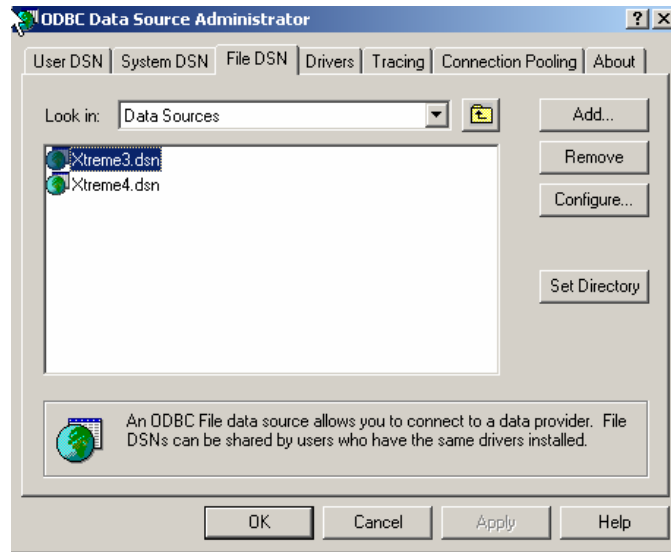 ODBC Data Source Administrator
User DSN System DSN File DSN Drivers Tracing Connection Pooling About
Look in: Data Sources
Add...
Xtreme3.dsn
Remove
Xtreme4.dsn
Configure...
Set Directory
An ODBC File data source allows you to connect to a data provider. File
DSNs can be shared by users who have the same drivers installed.
OK Cancel Apply Help